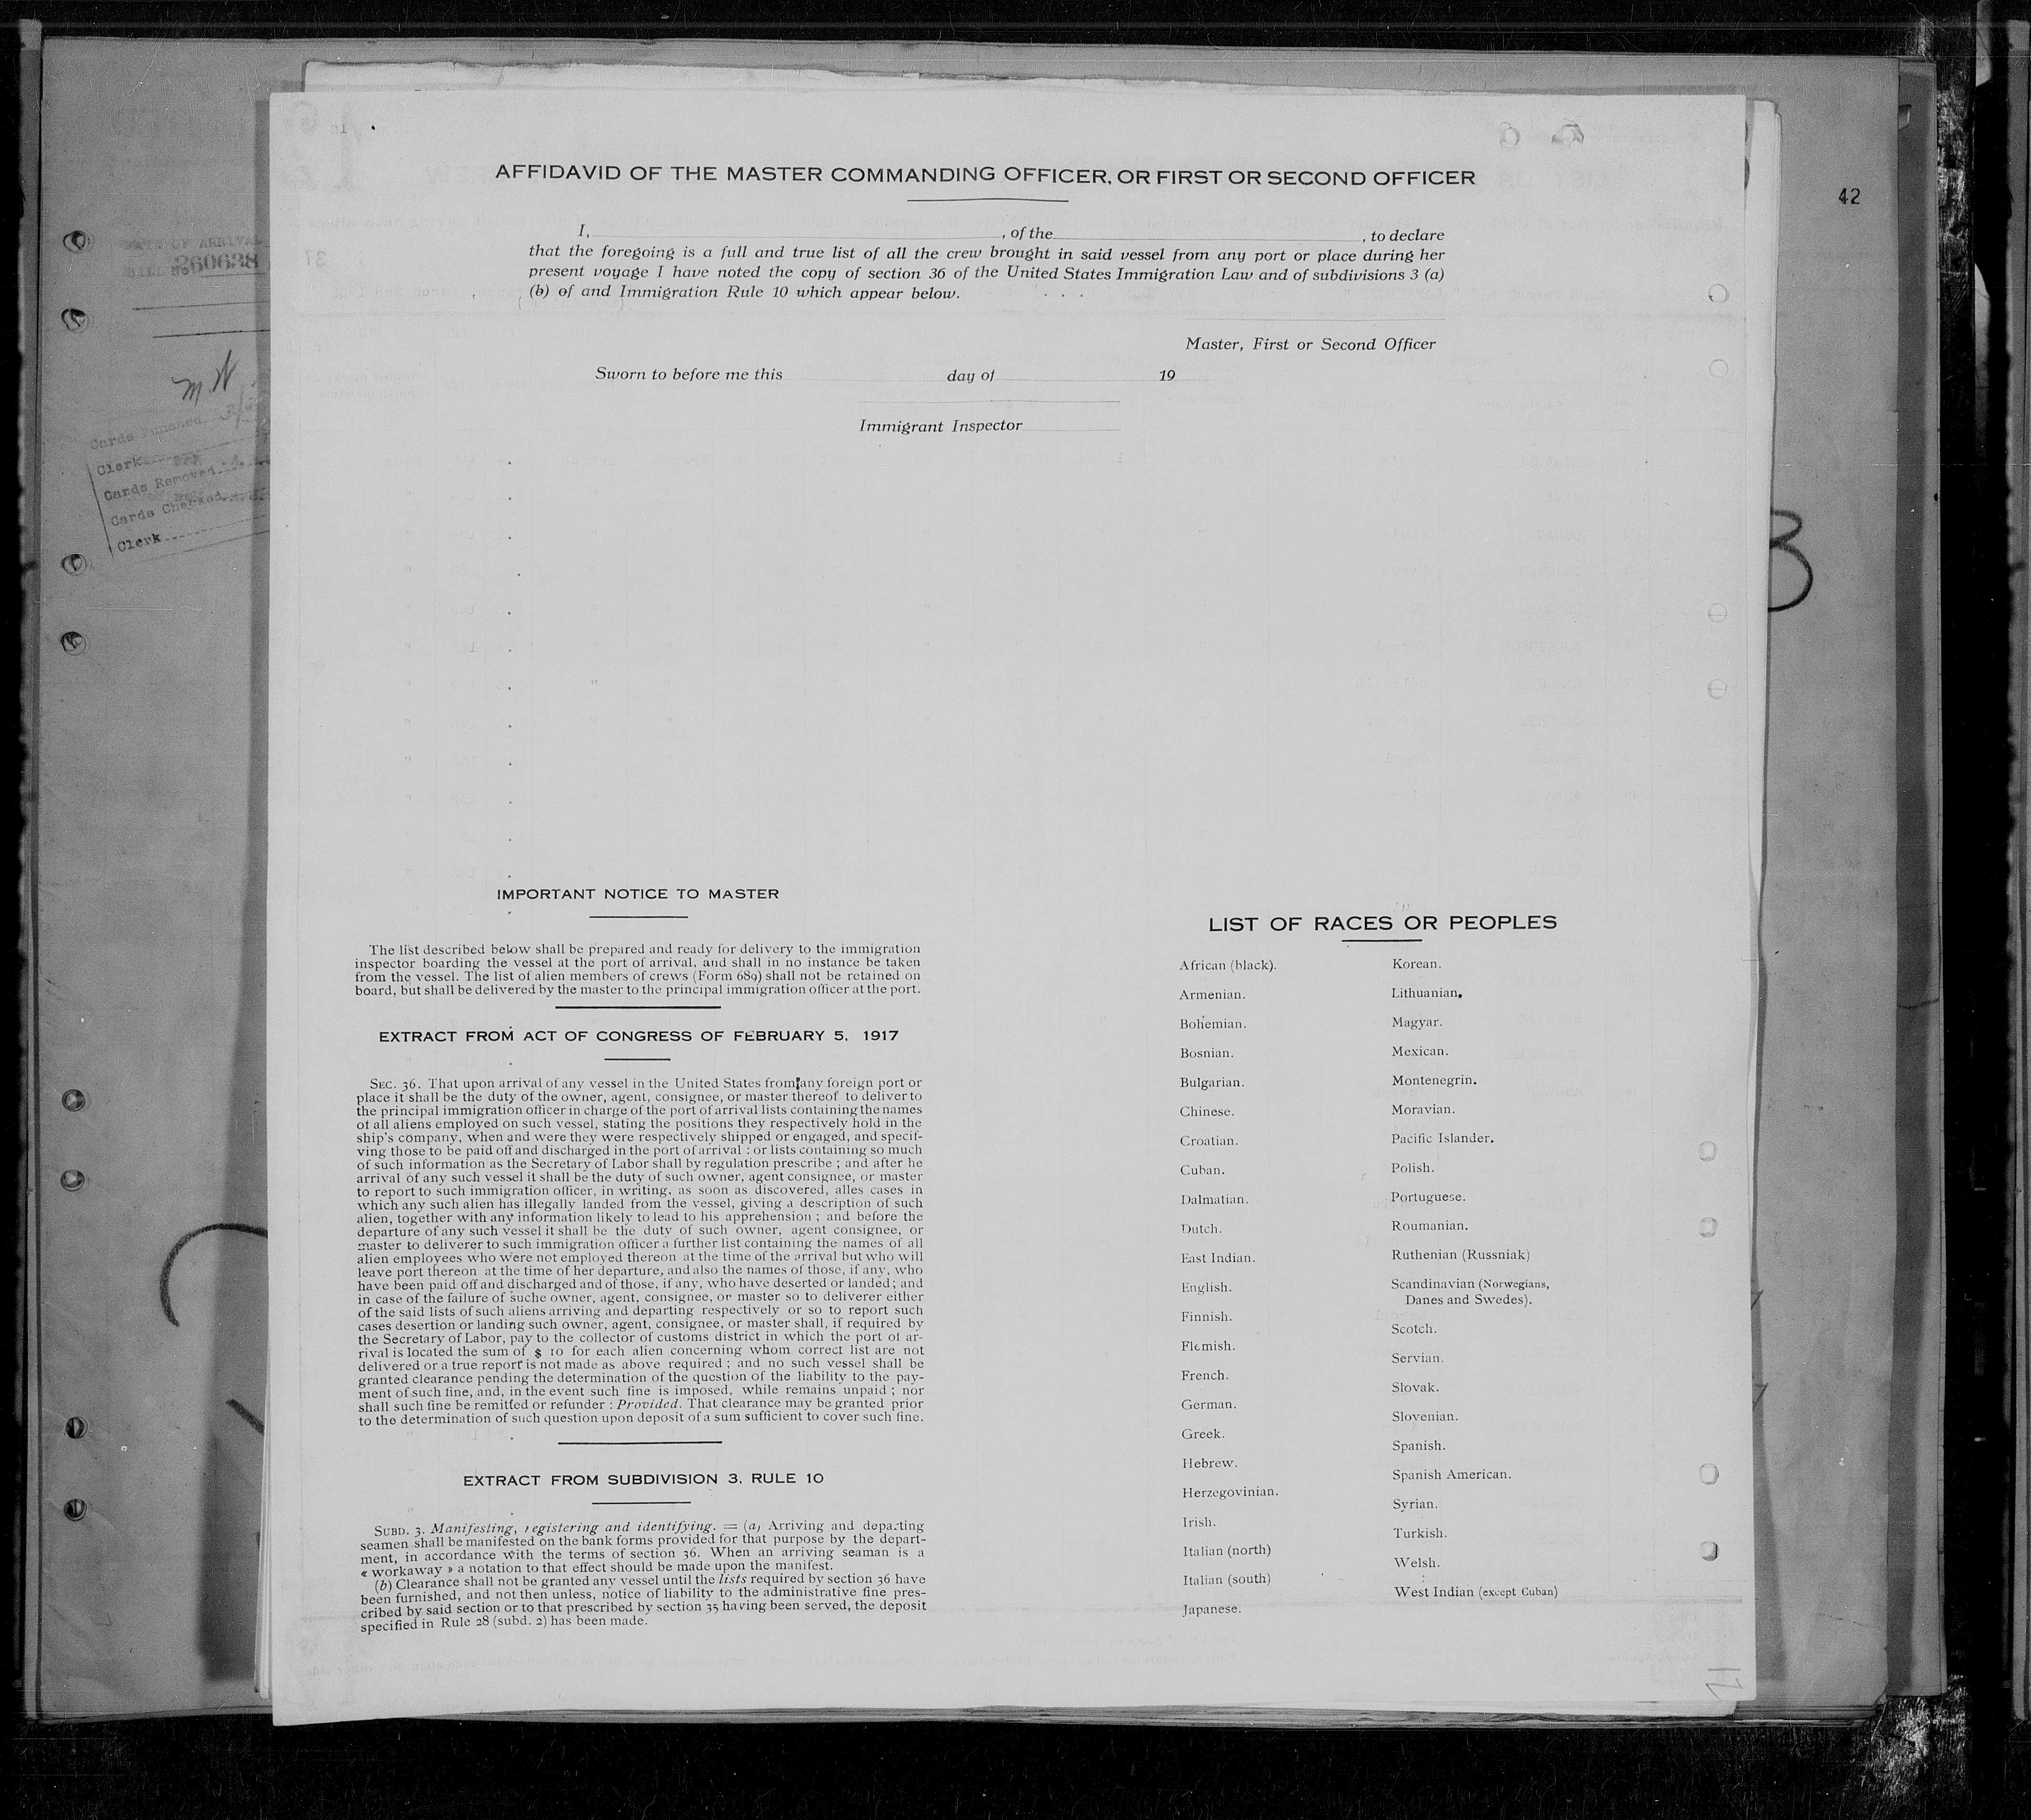 42
AFFIDAVID OF THE MASTER COMMANDING OFFICER, OR FIRST OR SECOND OFFICER
I, , of the , to declare
that the foregoing is a full and true list of all the crew brought in said vessel from any port or place during her
present voyage I have noted the copy of section 36 of the United States Immigration Law and of subdivisions 3 (a)
(b) of and Immigration Rule 10 which appear below.
Master, First or Second Officer
Sworn to before me this day of 19
Immigrant Inspector
OF ARRIVAL
260638
M N
Cards Punched
Clerk
Cards Removed
Cards Checked
Clerk
IMPORTANT NOTICE TO MASTER
The list described below shall be prepared and ready for delivery to the immigration
inspector boarding the vessel at the port of arrival, and shall in no instance be taken
from the vessel. The list of alien members of crews (Form 689) shall not be retained on
board, but shall be delivered by the master to the principal immigration officer at the port.
EXTRACT FROM ACT OF CONGRESS OF FEBRUARY 5, 1917
SEC. 36. That upon arrival of any vessel in the United States from any foreign port or
place it shall be the duty of the owner, agent, consignee, or master thereof to deliver to
the principal immigration officer in charge of the port of arrival lists containing the names
of all aliens employed on such vessel, stating the positions they respectively hold in the
ship's company, when and were they were respectively shipped or engaged, and specif-
ving those to be paid off and discharged in the port of arrival : or lists containing so much
of such information as the Secretary of Labor shall by regulation prescribe ; and after he
arrival of any such vessel it shall be the duty of such owner, agent consignee, or master
to report to such immigration officer, in writing, as soon as discovered, alles cases in
which any such alien has illegally landed from the vessel, giving a description of such
alien, together with any information likely to lead to his apprehension ; and before the
departure of any such vessel it shall be the duty of such owner, agent consignee, or
master to deliverer to such immigration officer a further list containing the names of all
alien employees who were not employed thereon at the time of the arrival but who will
leave port thereon at the time of her departure, and also the names of those, if any, who
have been paid off and discharged and of those, if any, who have deserted or landed ; and
in case of the failure of suche owner, agent, consignee, or master so to deliverer either
of the said lists of such aliens arriving and departing respectively or so to report such
cases desertion or landing such owner, agent, consignee, or master shall, if required by
the Secretary of Labor, pay to the collector of customs district in which the port of ar-
rival is located the sum of $ 10 for each alien concerning whom correct list are not
delivered or a true report is not made as above required ; and no such vessel shall be
granted clearance pending the determination of the question of the liability to the pay-
ment of such fine, and, in the event such fine is imposed, while remains unpaid ; nor
shall such fine be remitted or refunder : Provided. That clearance may be granted prior
to the determination of such question upon deposit of a sum sufficient to cover such fine.
EXTRACT FROM SUBDIVISION 3, RULE 10
SUBD. 3. Manifesting, registering and identifying. = (a) Arriving and departing
seamen shall be manifested on the bank forms provided for that purpose by the depart-
ment, in accordance with the terms of section 36. When an arriving seaman is a
« workaway » a notation to that effect should be made upon the manifest.
(b) Clearance shall not be granted any vessel until the lists required by section 36 have
been furnished, and not then unless, notice of liability to the administrative fine pres-
cribed by said section or to that prescribed by section 35 having been served, the deposit
specified in Rule 28 (subd. 2) has been made.
LIST OF RACES OR PEOPLES
African (black).
Armenian.
Bohemian.
Bosnian.
Bulgarian.
Chinese.
Croatian.
Cuban.
Dalmatian.
Dutch.
East Indian.
English.
Finnish.
Flemish.
French.
German.
Greek.
Hebrew.
Herzegovinian.
Irish.
Italian (north)
Italian (south)
Japanese.
Korean.
Lithuanian.
Magyar.
Mexican.
Montenegrin.
Moravian.
Pacific Islander.
Polish.
Portuguese.
Roumanian.
Ruthenian (Russniak)
Scandinavian (Norwegians,
Danes and Swedes).
Scotch.
Servian.
Slovak.
Slovenian.
Spanish.
Spanish American.
Syrian.
Turkish.
Welsh.
West Indian (except Cuban)